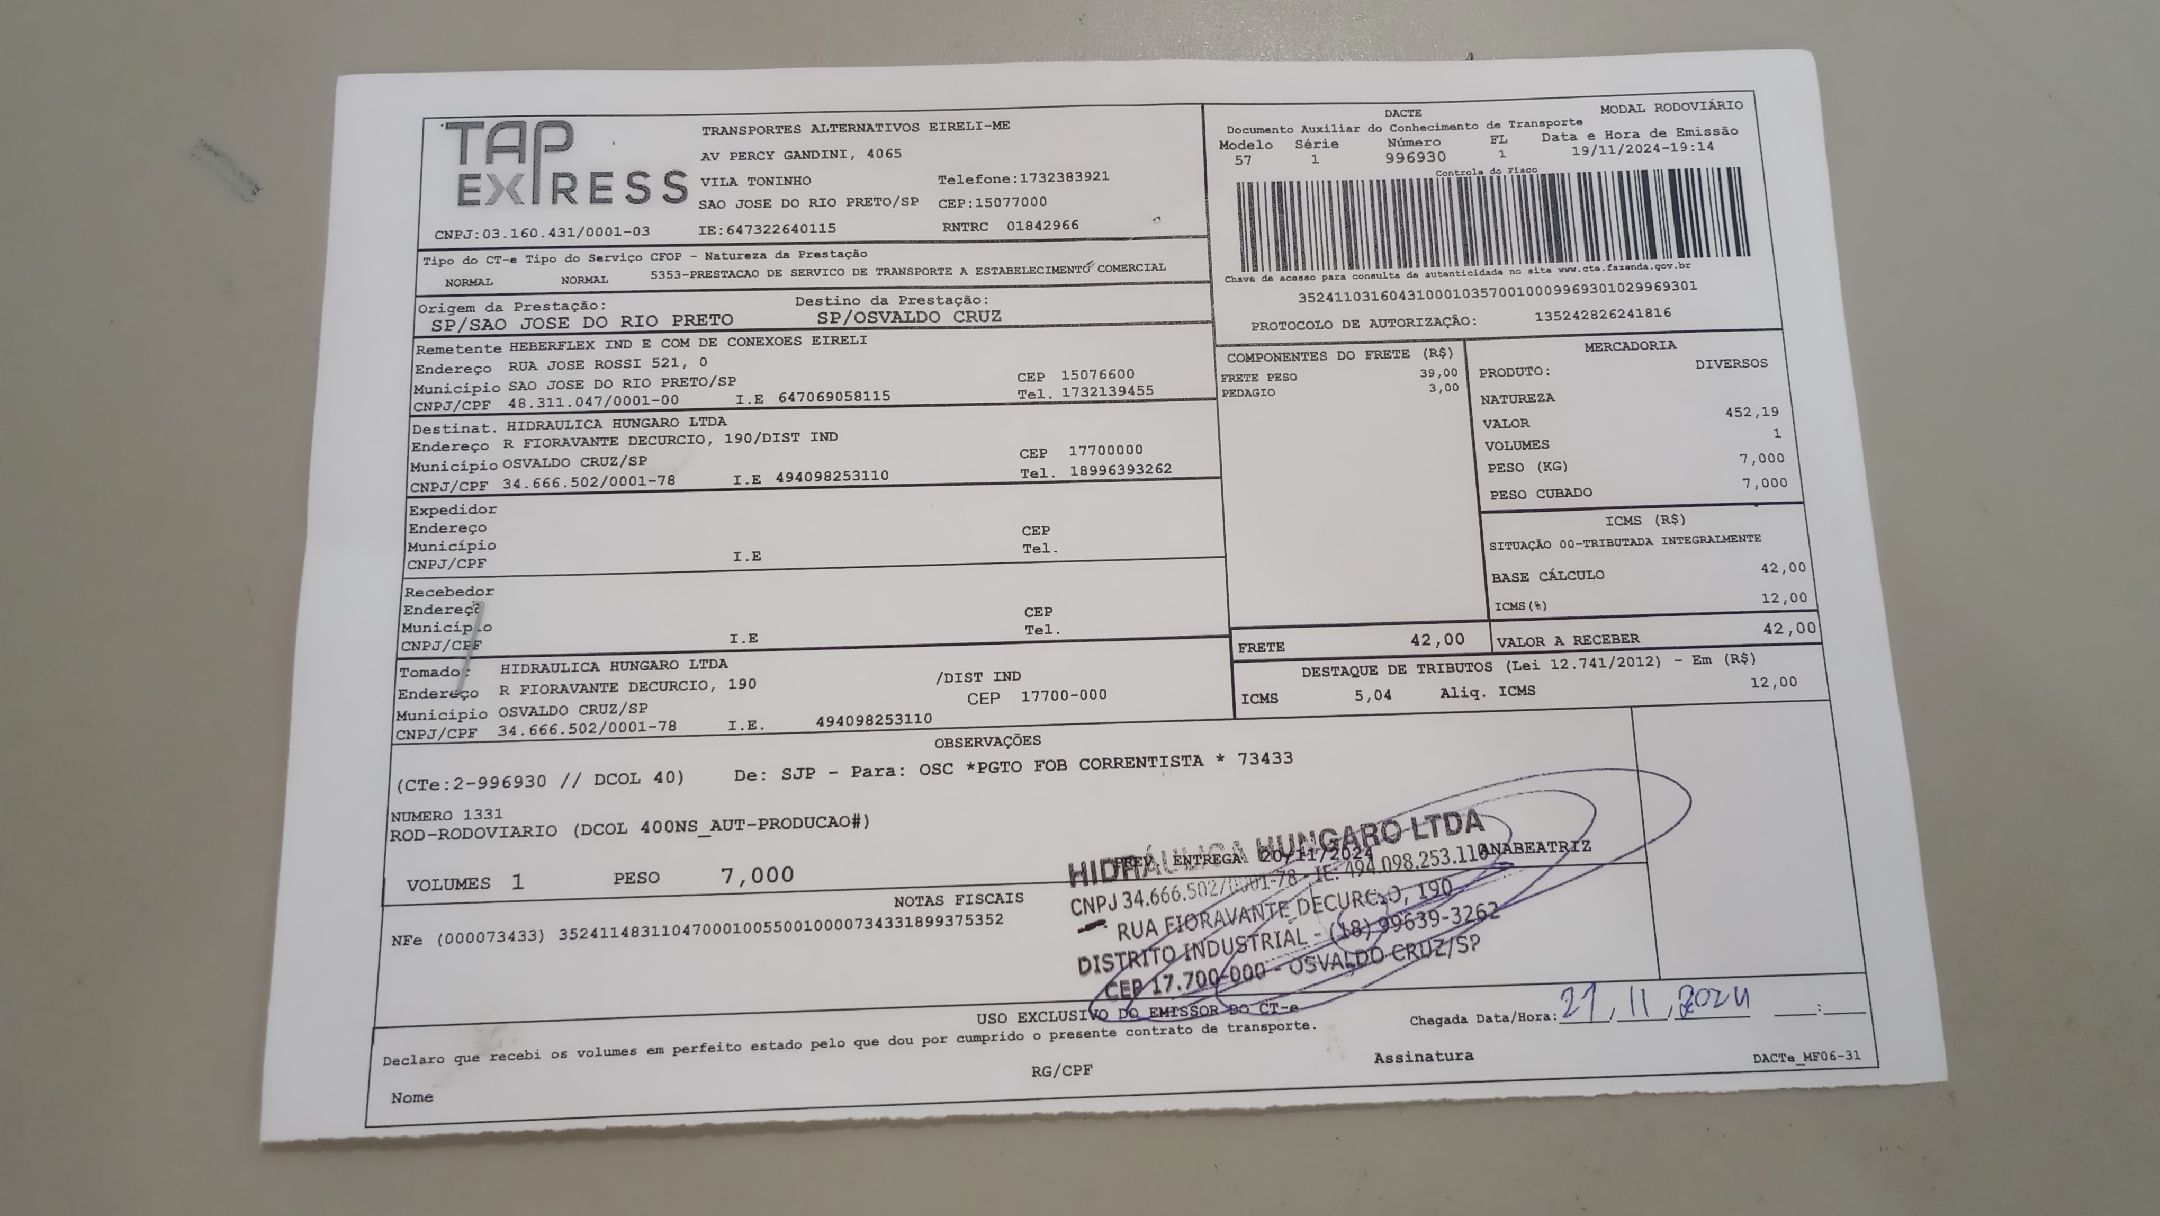 TAP EXPRESS
TRANSPORTES ALTERNATIVOS EIRELI-ME
AV PERCY GANDINI, 4065
VILA TONINHO Telefone:1732383921
SAO JOSE DO RIO PRETO/SP CEP:15077000
CNPJ:03.160.431/0001-03 IE:647322640115 RNTRC 01842966
DACTE MODAL RODOVIÁRIO
Documento Auxiliar do Conhecimento de Transporte
Modelo Série Número FL Data e Hora de Emissão
57 1 996930 1 19/11/2024-19:14
Controle do Fisco
Chave de acesso para consulta de autenticidade no site www.cte.fazenda.gov.br
35241103160431000103570010009969301029969301
PROTOCOLO DE AUTORIZAÇÃO: 135242826241816
Tipo do CT-e Tipo do Serviço CFOP - Natureza da Prestação
NORMAL NORMAL 5353-PRESTACAO DE SERVICO DE TRANSPORTE A ESTABELECIMENTO COMERCIAL
Origem da Prestação: Destino da Prestação:
SP/SAO JOSE DO RIO PRETO SP/OSVALDO CRUZ
Remetente HEBERFLEX IND E COM DE CONEXOES EIRELI
Endereço RUA JOSE ROSSI 521, 0
Município SAO JOSE DO RIO PRETO/SP CEP 15076600
CNPJ/CPF 48.311.047/0001-00 I.E 647069058115 Tel. 1732139455
Destinat. HIDRAULICA HUNGARO LTDA
Endereço R FIORAVANTE DECURCIO, 190/DIST IND
Município OSVALDO CRUZ/SP CEP 17700000
CNPJ/CPF 34.666.502/0001-78 I.E 494098253110 Tel. 18996393262
Expedidor
Endereço CEP
Município Tel.
CNPJ/CPF I.E
Recebedor
Endereço CEP
Município Tel.
CNPJ/CPF I.E
Tomador HIDRAULICA HUNGARO LTDA
Endereço R FIORAVANTE DECURCIO, 190 /DIST IND
Município OSVALDO CRUZ/SP CEP 17700-000
CNPJ/CPF 34.666.502/0001-78 I.E. 494098253110
COMPONENTES DO FRETE (R$)
FRETE PESO 39,00
PEDAGIO 3,00
MERCADORIA
PRODUTO: DIVERSOS
NATUREZA
VALOR 452,19
VOLUMES 1
PESO (KG) 7,000
PESO CUBADO 7,000
ICMS (R$)
SITUAÇÃO 00-TRIBUTADA INTEGRALMENTE
BASE CÁLCULO 42,00
ICMS(%) 12,00
FRETE 42,00 VALOR A RECEBER 42,00
DESTAQUE DE TRIBUTOS (Lei 12.741/2012) - Em (R$)
ICMS 5,04 Aliq. ICMS 12,00
OBSERVAÇÕES
(CTe:2-996930 // DCOL 40) De: SJP - Para: OSC *PGTO FOB CORRENTISTA * 73433
NUMERO 1331
ROD-RODOVIARIO (DCOL 400NS_AUT-PRODUCAO#)
VOLUMES 1 PESO 7,000
PREV. ENTREGA: 20/11/2024 ANABEATRIZ
HIDRÁULICA HUNGARO LTDA
CNPJ 34.666.502/0001-78 - IE: 494.098.253.110
RUA FIORAVANTE DECURCIO, 190
DISTRITO INDUSTRIAL - (18) 99639-3262
CEP 17.700-000 - OSVALDO CRUZ/SP
NOTAS FISCAIS
NFe (000073433) 35241148311047000100550010000734331899375352
USO EXCLUSIVO DO EMISSOR DO CT-e
Declaro que recebi os volumes em perfeito estado pelo que dou por cumprido o presente contrato de transporte.
Chegada Data/Hora: 21, 11, 2024 __:__
Nome RG/CPF Assinatura DACTe_MF06-31